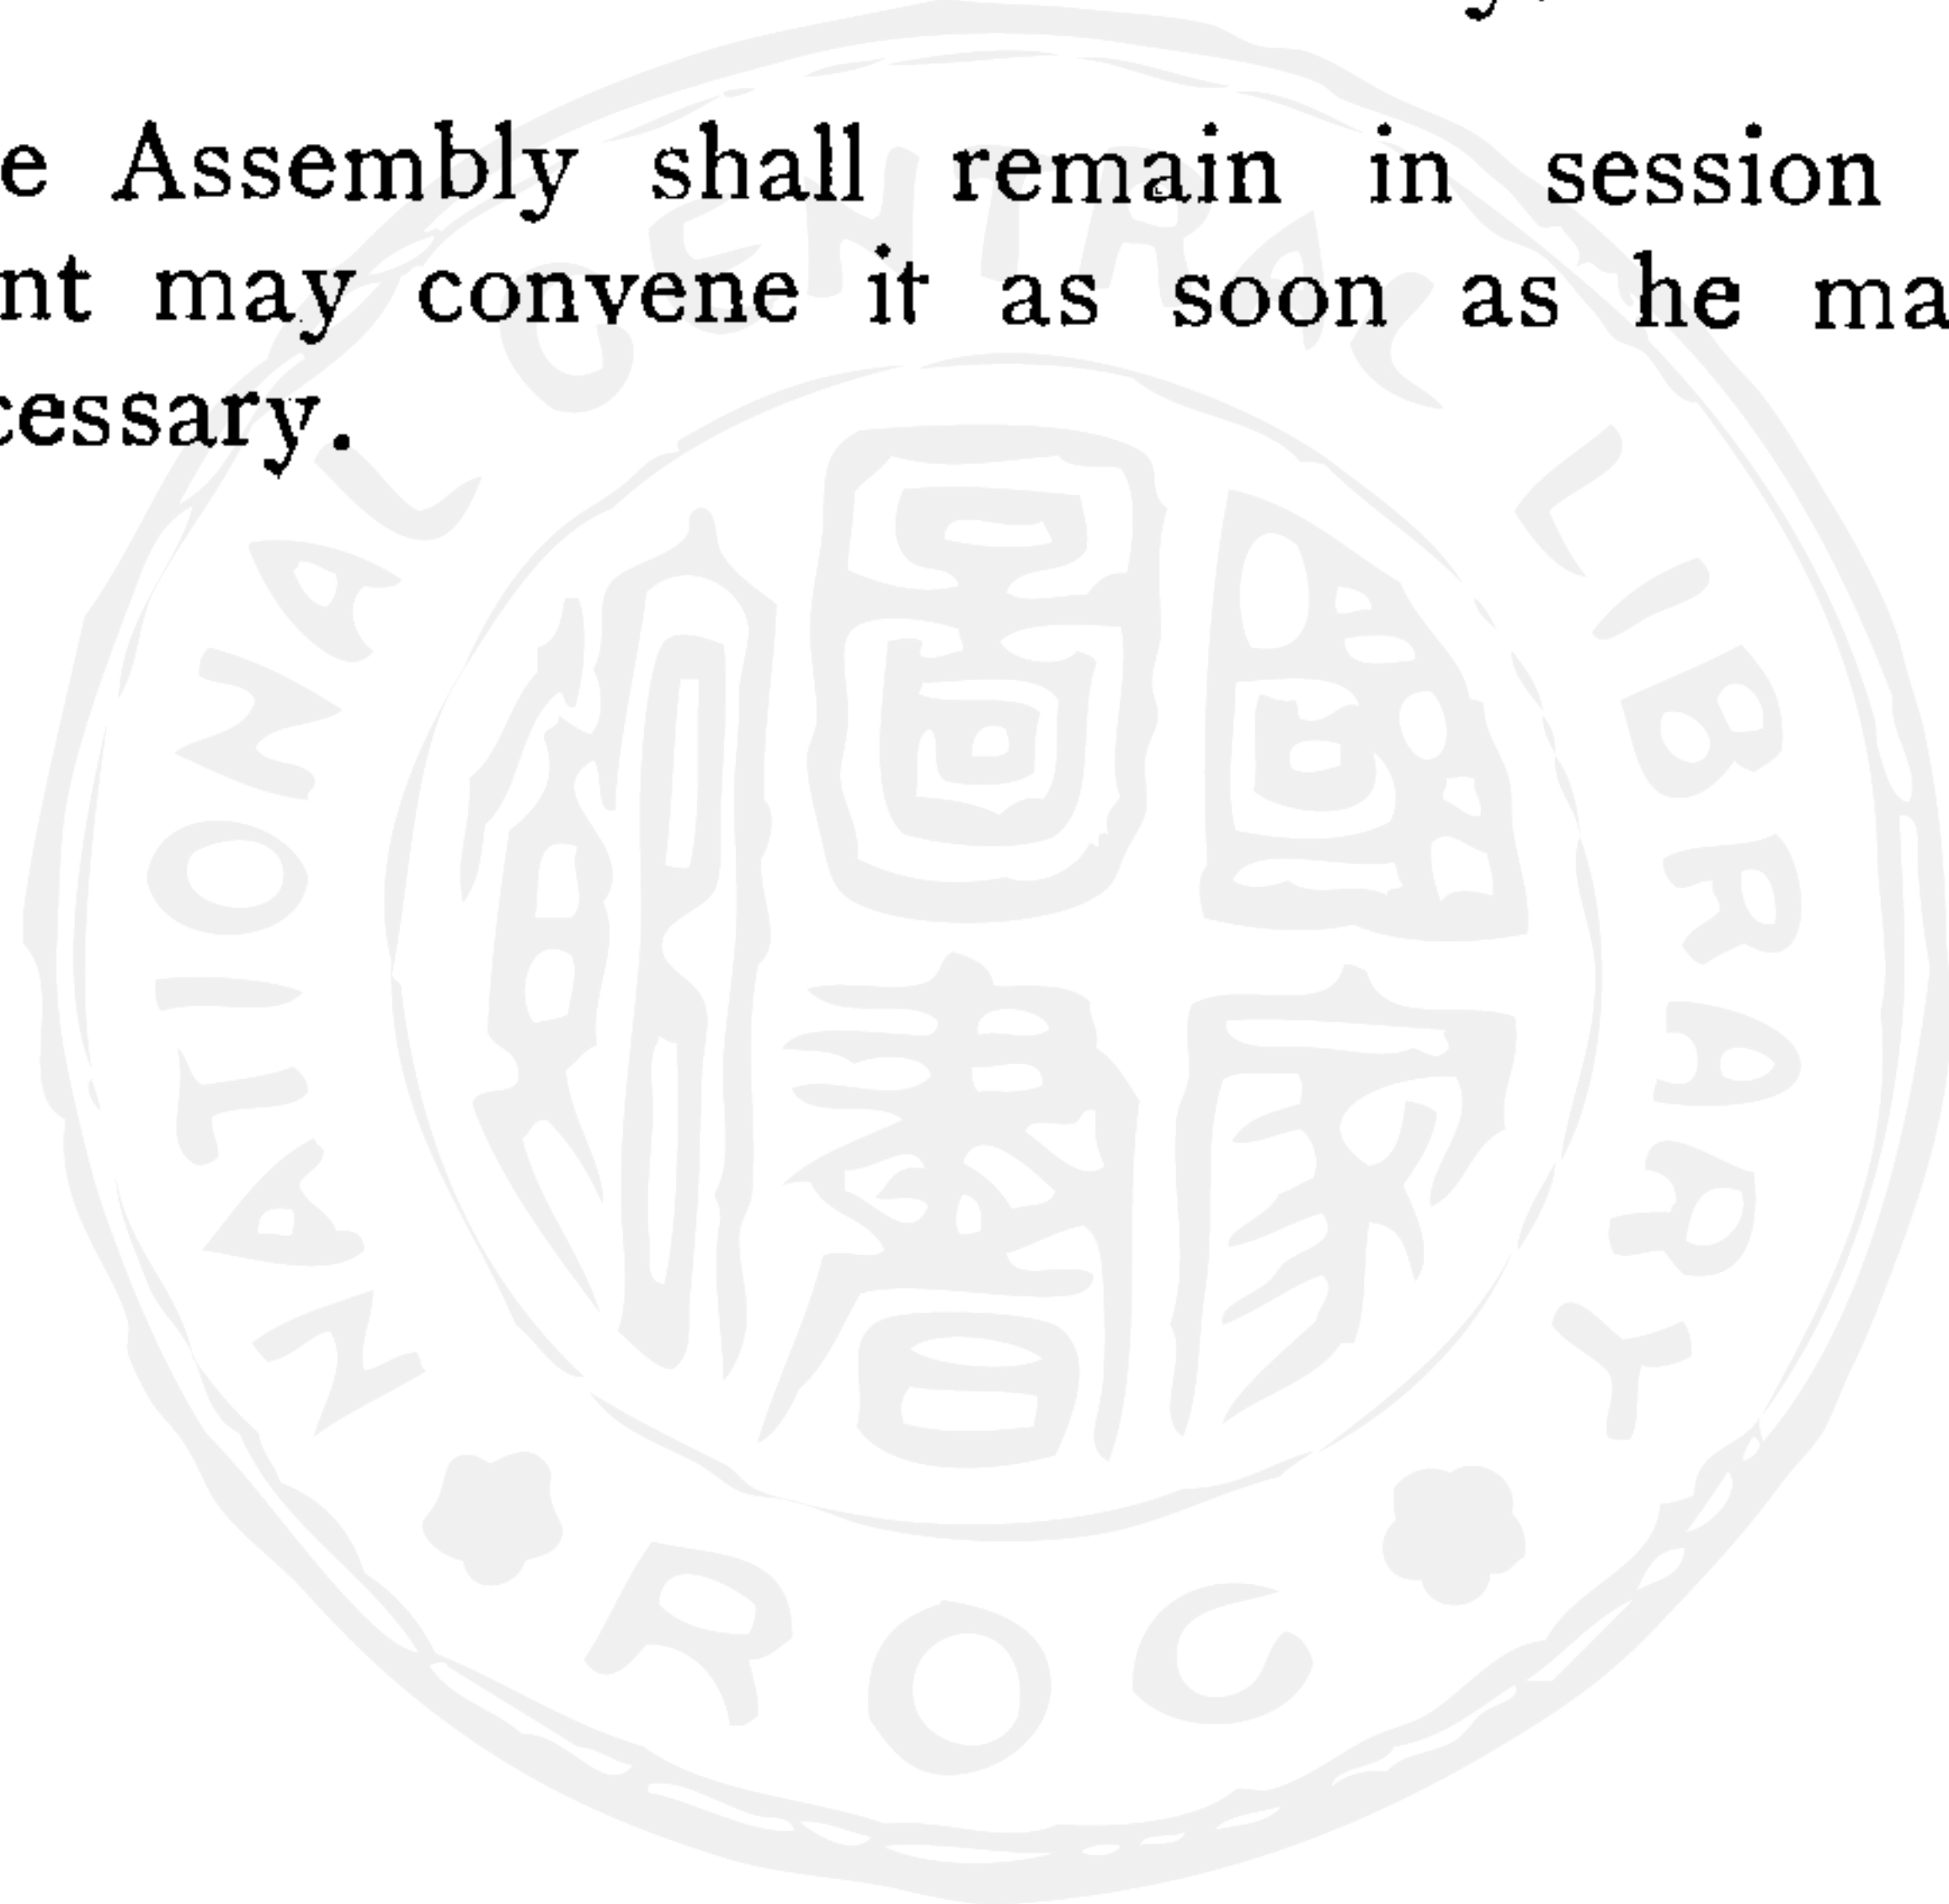 e Assembly shall remain in session
nt may convene it as soon as he ma
cessary.
NATIONAL CENTRAL LIBRARY
國家圖書館
ROC